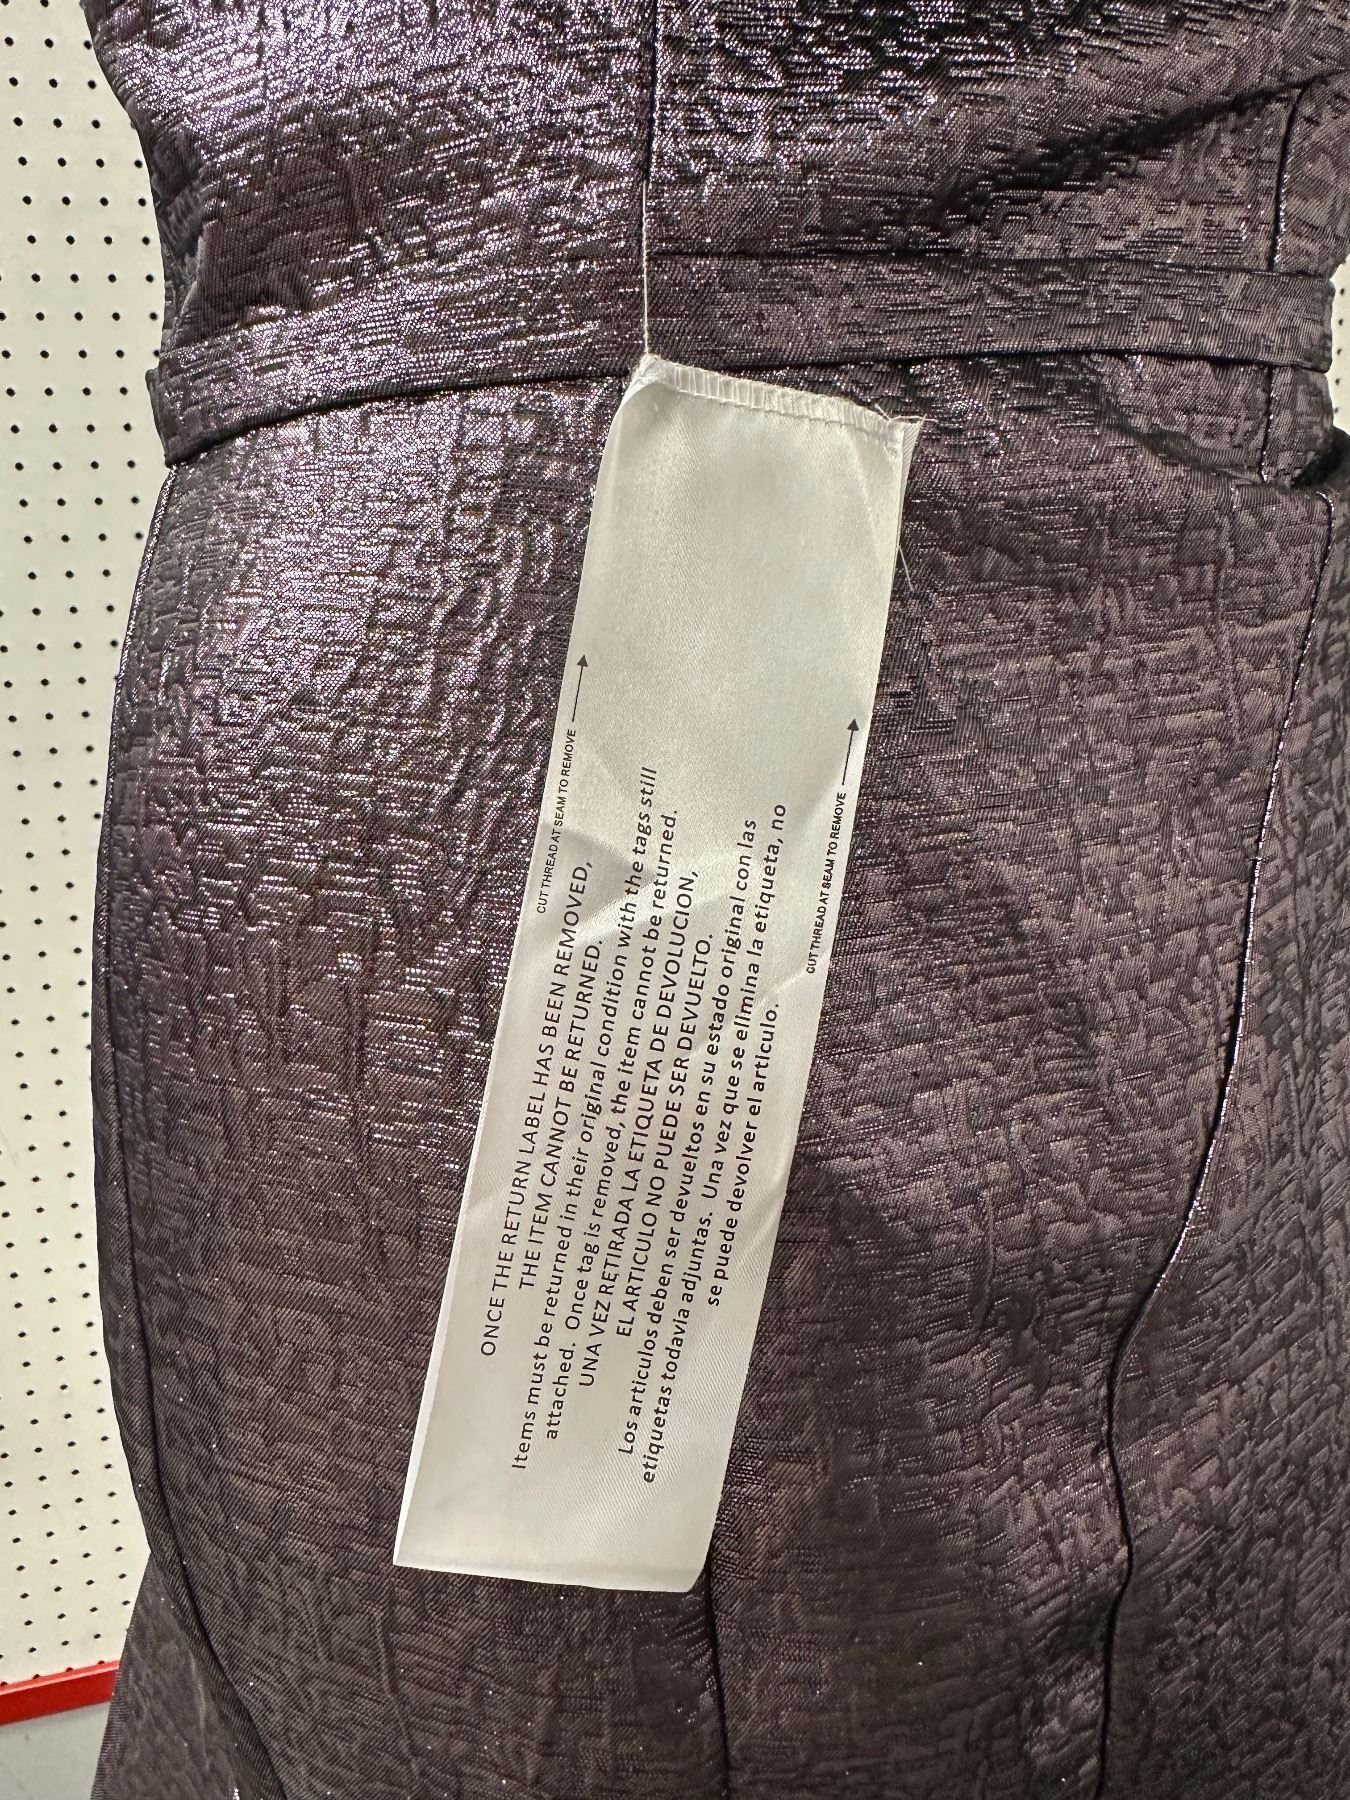 CUT THREAD AT SEAM TO REMOVE →
ONCE THE RETURN LABEL HAS BEEN REMOVED,
THE ITEM CANNOT BE RETURNED.
Items must be returned in their original condition with the tags still
attached. Once tag is removed, the item cannot be returned.
UNA VEZ RETIRADA LA ETIQUETA DE DEVOLUCION,
EL ARTICULO NO PUEDE SER DEVUELTO.
Los articulos deben ser devueltos en su estado original con las
etiquetas todavia adjuntas. Una vez que se elimina la etiqueta, no
se puede devolver el articulo.
CUT THREAD AT SEAM TO REMOVE →